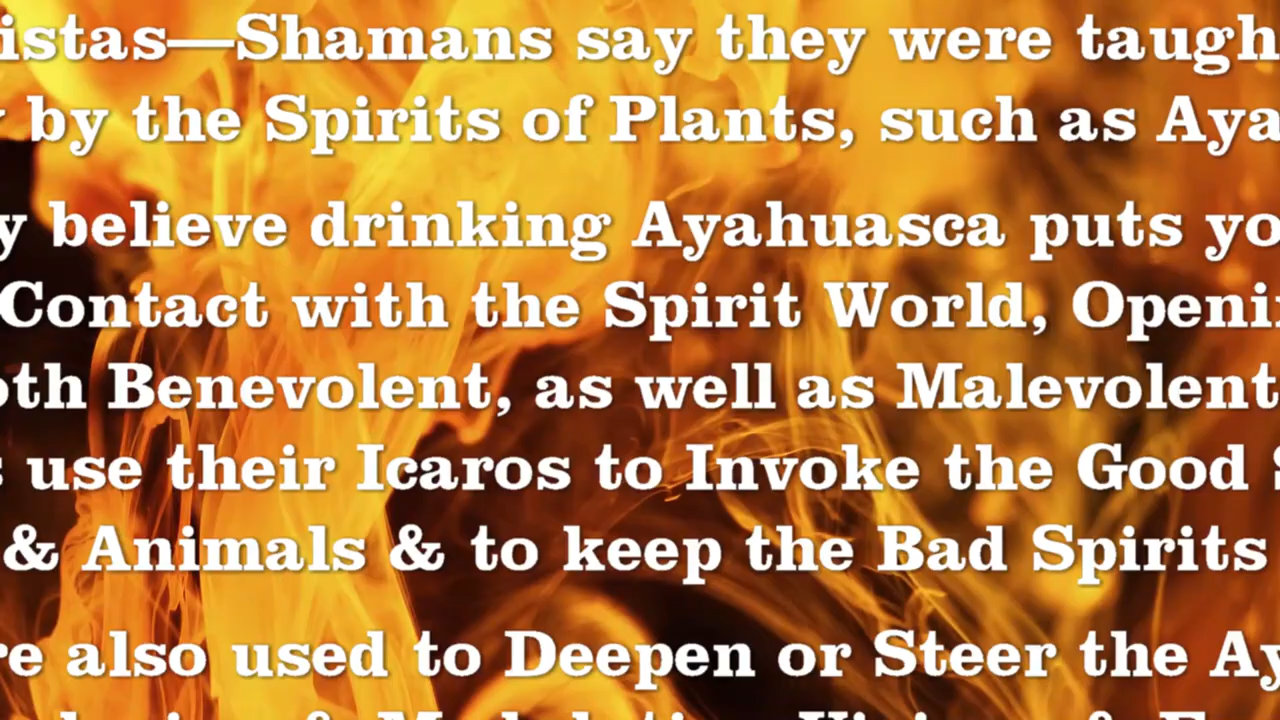 istas—Shamans say they were taugh
by the Spirits of Plants, such as Aya
y believe drinking Ayahuasca puts yo
Contact with the Spirit World, Openi
oth Benevolent, as well as Malevolent
s use their Icaros to Invoke the Good S
& Animals & to keep the Bad Spirits
re also used to Deepen or Steer the Ay